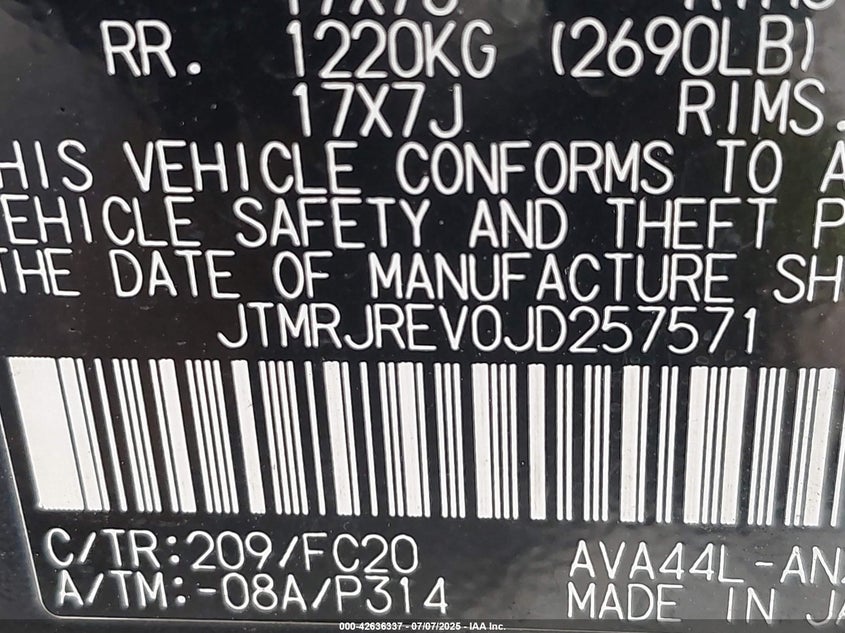 RR. 1220KG (2690LB)
17X7J RIMS.
HIS VEHICLE CONFORMS TO A
EHICLE SAFETY AND THEFT P
THE DATE OF MANUFACTURE SH
JTMRJREV0JD257571
C/TR:209/FC20 AVA44L-AN
A/TM:-08A/P314 MADE IN JA
000-42636337 - 07/07/2025 - IAA Inc.